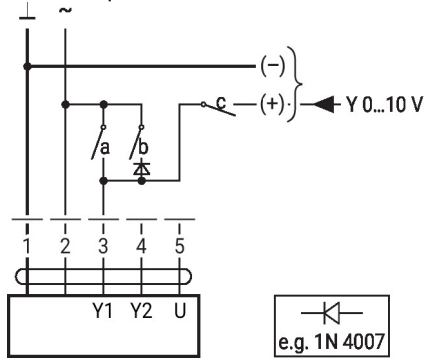 ⊥ ~
(−)
c (+) Y 0...10 V
a b
1 2 3 4 5
Y1 Y2 U
e.g. 1N 4007